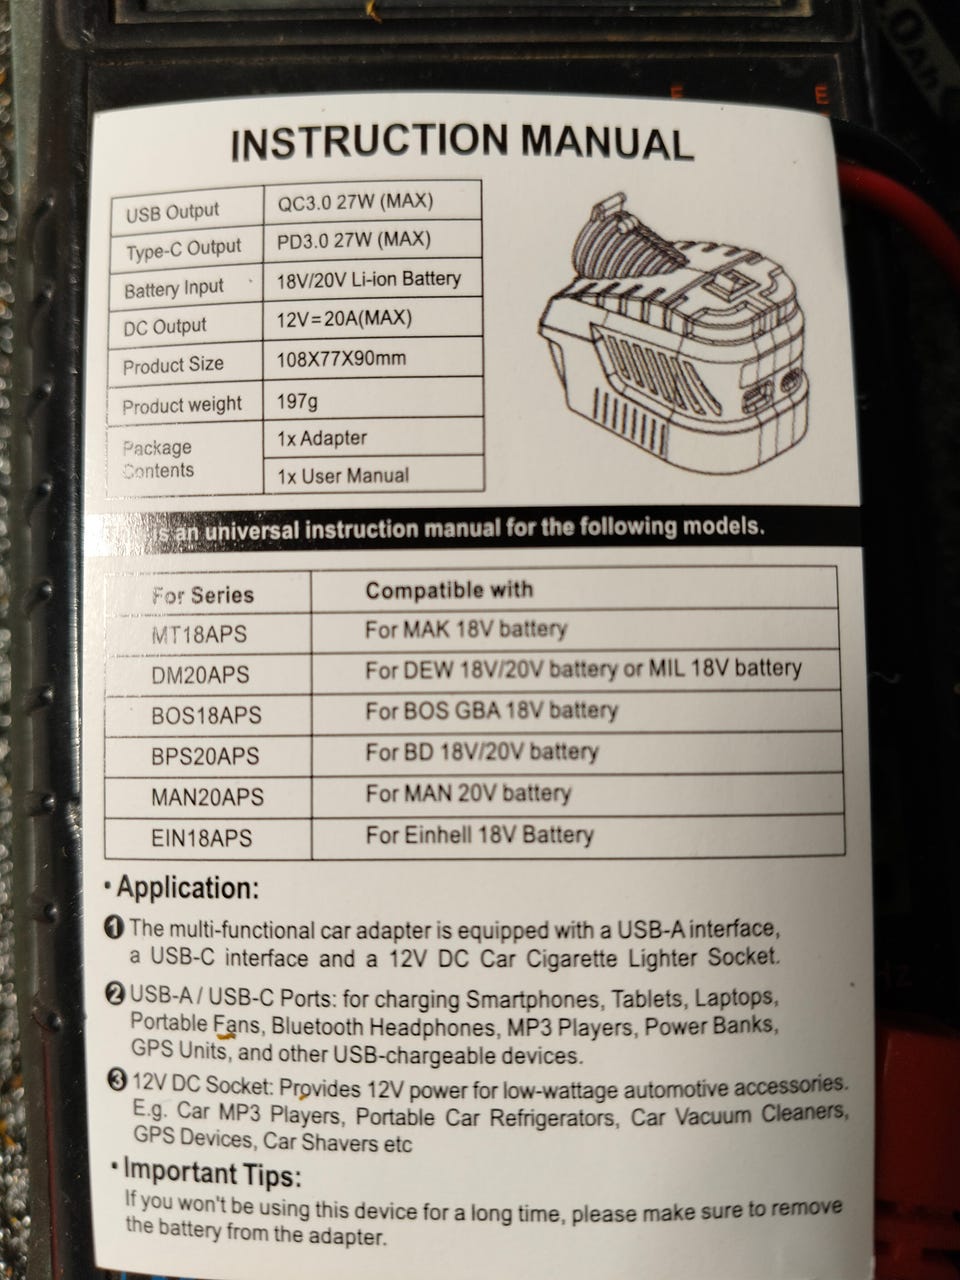 0Ah
E
E
INSTRUCTION MANUAL
USB Output QC3.0 27W (MAX)
Type-C Output PD3.0 27W (MAX)
Battery Input 18V/20V Li-ion Battery
DC Output 12V=20A(MAX)
Product Size 108X77X90mm
Product weight 197g
Package Contents 1x Adapter
1x User Manual
is an universal instruction manual for the following models.
For Series Compatible with
MT18APS For MAK 18V battery
DM20APS For DEW 18V/20V battery or MIL 18V battery
BOS18APS For BOS GBA 18V battery
BPS20APS For BD 18V/20V battery
MAN20APS For MAN 20V battery
EIN18APS For Einhell 18V Battery
• Application:
❶ The multi-functional car adapter is equipped with a USB-A interface,
a USB-C interface and a 12V DC Car Cigarette Lighter Socket.
❷ USB-A / USB-C Ports: for charging Smartphones, Tablets, Laptops,
Portable Fans, Bluetooth Headphones, MP3 Players, Power Banks,
GPS Units, and other USB-chargeable devices.
❸ 12V DC Socket: Provides 12V power for low-wattage automotive accessories.
E.g. Car MP3 Players, Portable Car Refrigerators, Car Vacuum Cleaners,
GPS Devices, Car Shavers etc
• Important Tips:
If you won't be using this device for a long time, please make sure to remove
the battery from the adapter.